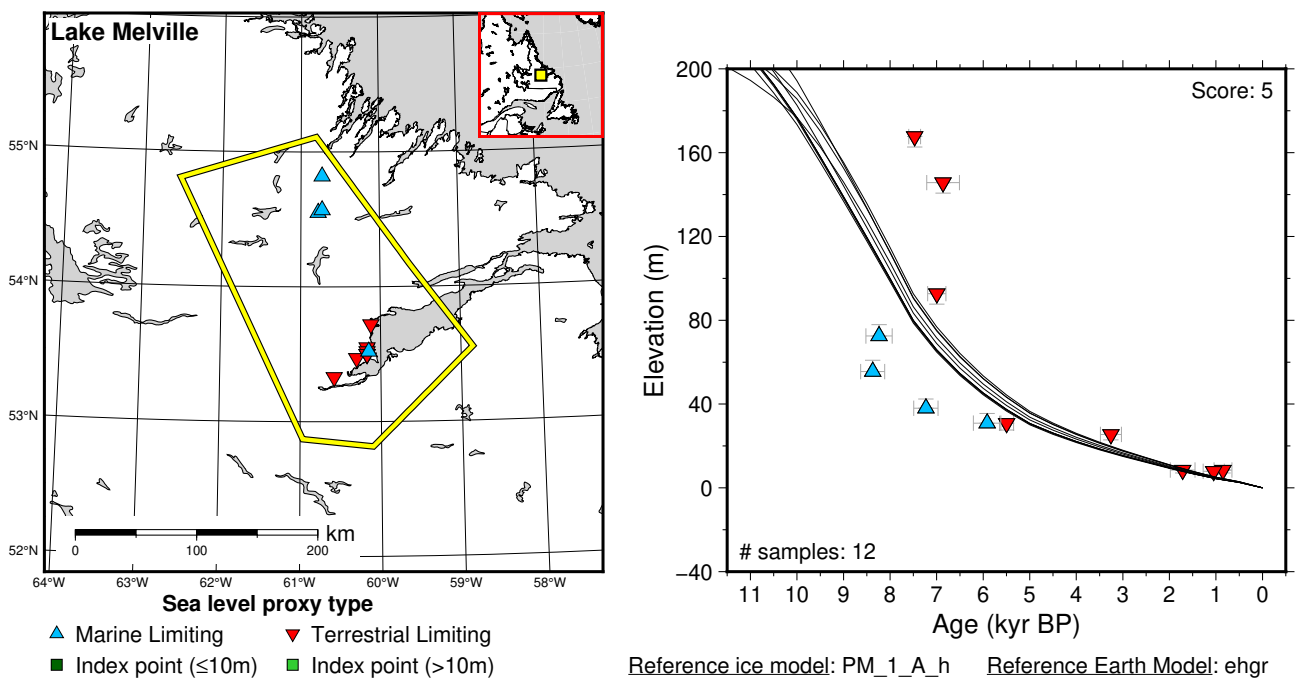 Lake Melville
55°N
54°N
53°N
52°N
km
0 100 200
64°W 63°W 62°W 61°W 60°W 59°W 58°W
Sea level proxy type
Marine Limiting
Terrestrial Limiting
Index point (≤10m)
Index point (>10m)
Score: 5
200
160
120
80
40
0
−40
Elevation (m)
# samples: 12
11 10 9 8 7 6 5 4 3 2 1 0
Age (kyr BP)
Reference ice model: PM_1_A_h
Reference Earth Model: ehgr